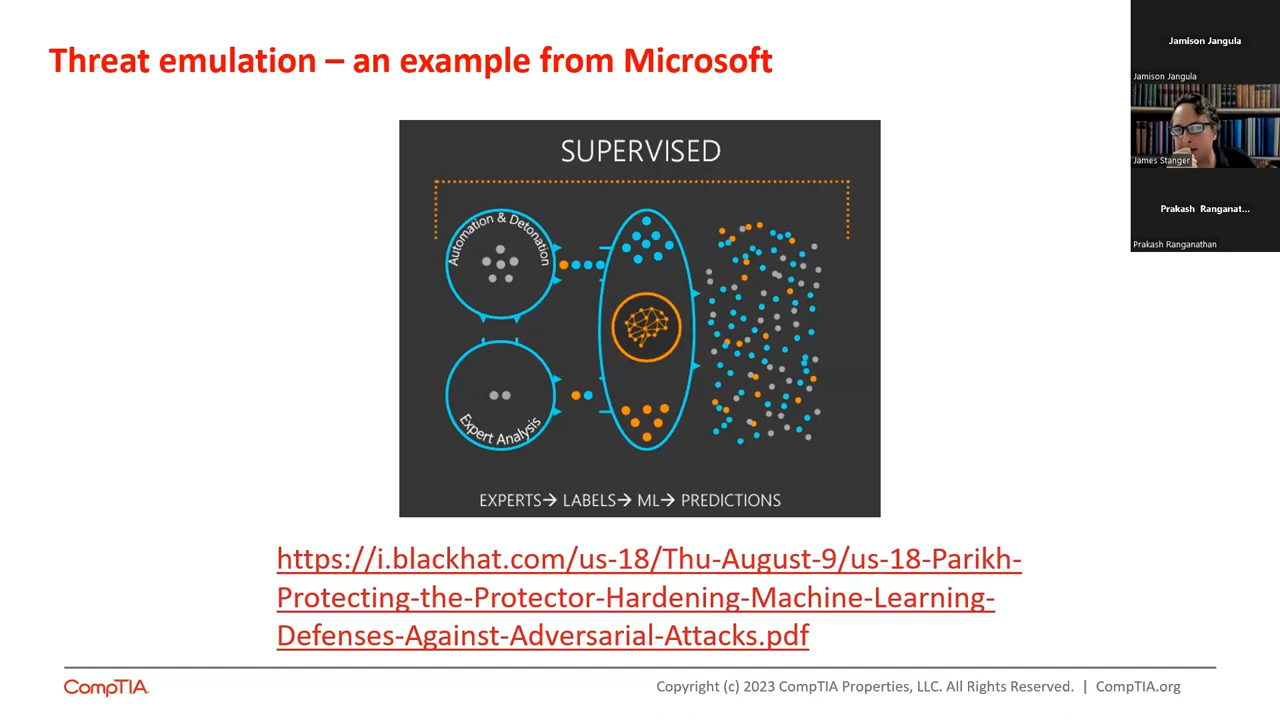 Threat emulation – an example from Microsoft
SUPERVISED
Automation & Detonation
Expert Analysis
EXPERTS→ LABELS→ ML→ PREDICTIONS
https://i.blackhat.com/us-18/Thu-August-9/us-18-Parikh-
Protecting-the-Protector-Hardening-Machine-Learning-
Defenses-Against-Adversarial-Attacks.pdf
CompTIA
Copyright (c) 2023 CompTIA Properties, LLC. All Rights Reserved. | CompTIA.org
Jamison Jangula
Jamison Jangula
James Stanger
Prakash Ranganat...
Prakash Ranganathan